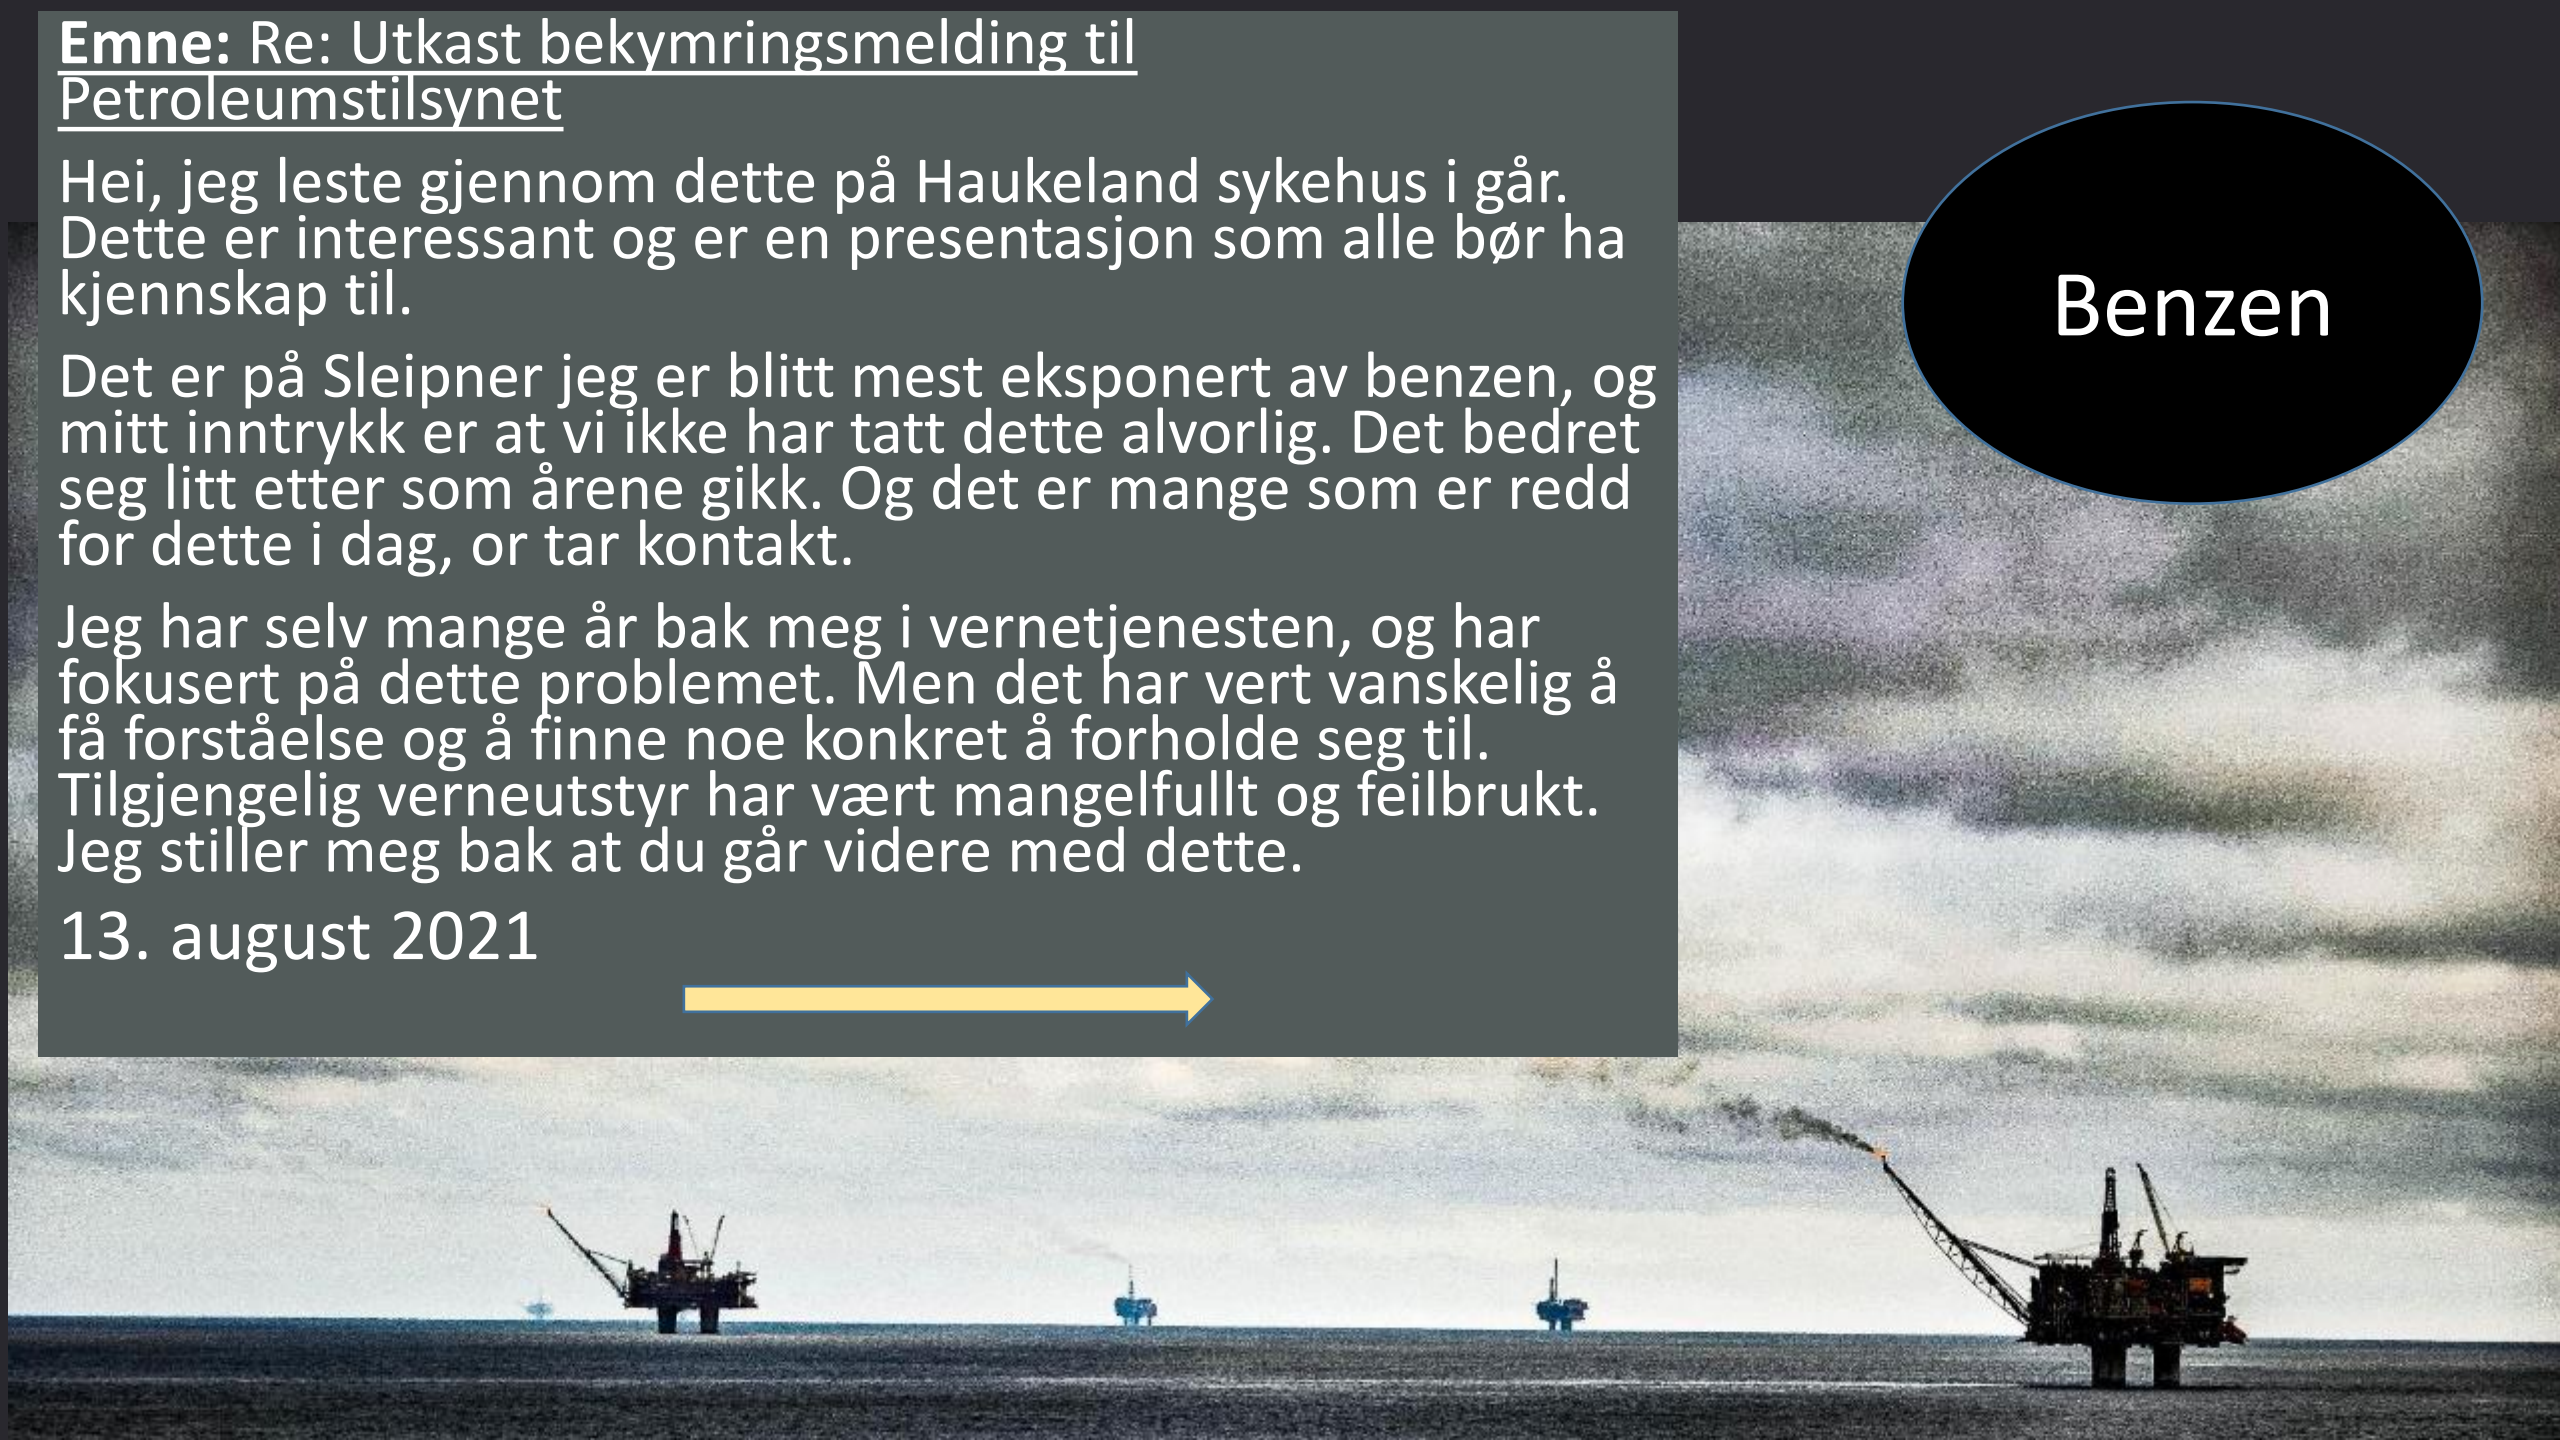 Emne: Re: Utkast bekymringsmelding til
Petroleumstilsynet
Hei, jeg leste gjennom dette på Haukeland sykehus i går.
Dette er interessant og er en presentasjon som alle bør ha
kjennskap til.
Det er på Sleipner jeg er blitt mest eksponert av benzen, og
mitt inntrykk er at vi ikke har tatt dette alvorlig. Det bedret
seg litt etter som årene gikk. Og det er mange som er redd
for dette i dag, or tar kontakt.
Jeg har selv mange år bak meg i vernetjenesten, og har
fokusert på dette problemet. Men det har vert vanskelig å
få forståelse og å finne noe konkret å forholde seg til.
Tilgjengelig verneutstyr har vært mangelfullt og feilbrukt.
Jeg stiller meg bak at du går videre med dette.
13. august 2021
Benzen